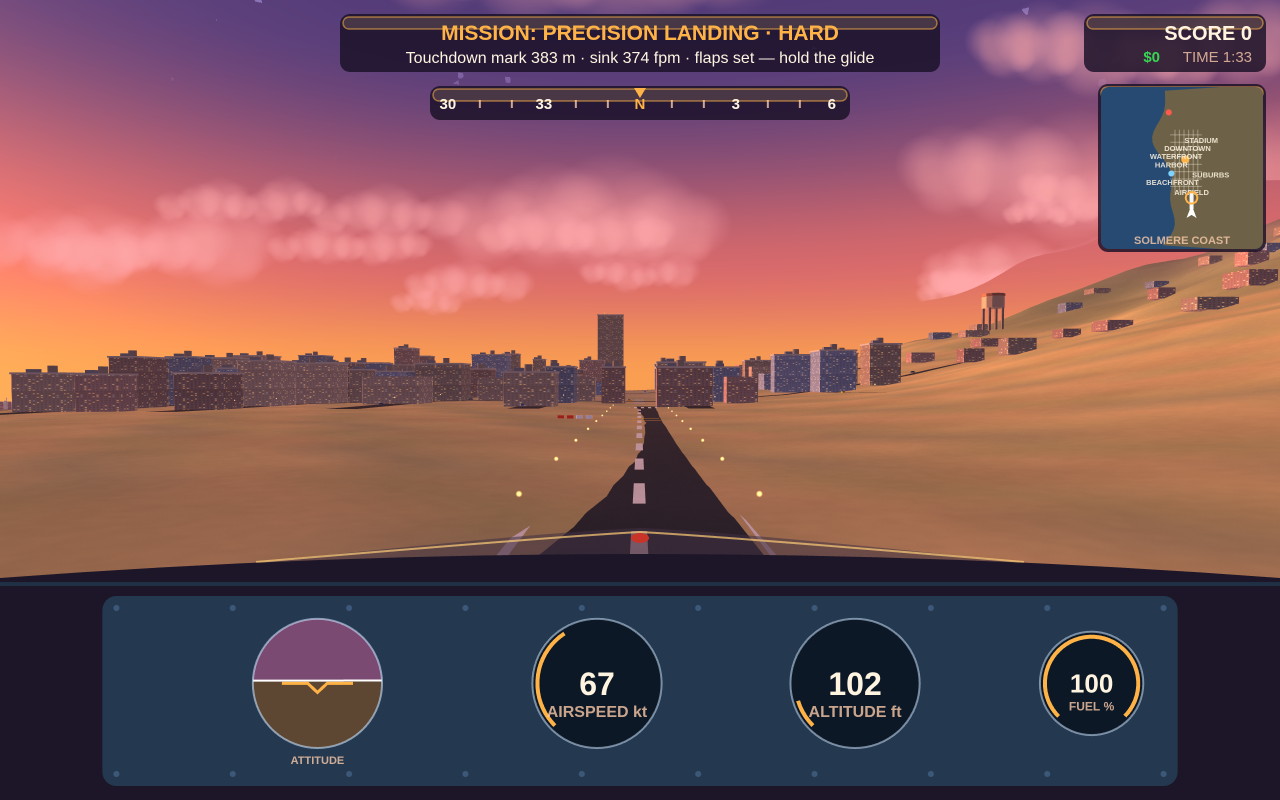 MISSION: PRECISION LANDING · HARD
Touchdown mark 383 m · sink 374 fpm · flaps set — hold the glide
SCORE 0
$0 TIME 1:33
30 33 N 3 6
STADIUM
DOWNTOWN
WATERFRONT
HARBOR
SUBURBS
BEACHFRONT
AIRFIELD
SOLMERE COAST
67
AIRSPEED kt
102
ALTITUDE ft
100
FUEL %
ATTITUDE